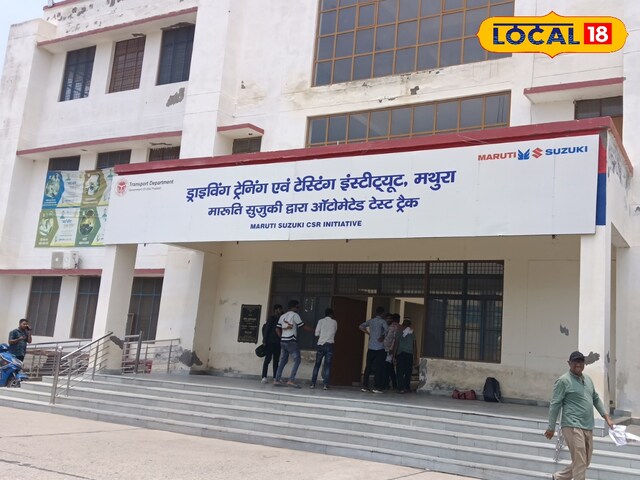 LOCAL 18
Transport Department
MARUTI SUZUKI
ड्राइविंग ट्रेनिंग एवं टेस्टिंग इंस्टीट्यूट, मथुरा
मारूति सुजुकी द्वारा ऑटोमेटेड टेस्ट ट्रैक
MARUTI SUZUKI CSR INITIATIVE